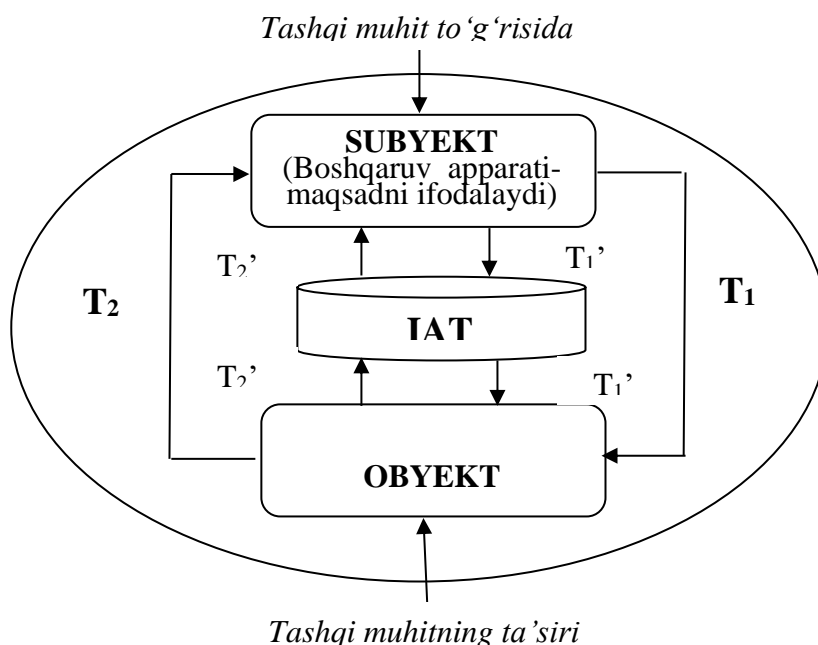 Tashqi muhit to‘g‘risida
SUBYEKT
(Boshqaruv apparati-
maqsadni ifodalaydi)
T₂’
T₁’
T₂
T₁
IAT
T₂’
T₁’
OBYEKT
Tashqi muhitning ta’siri